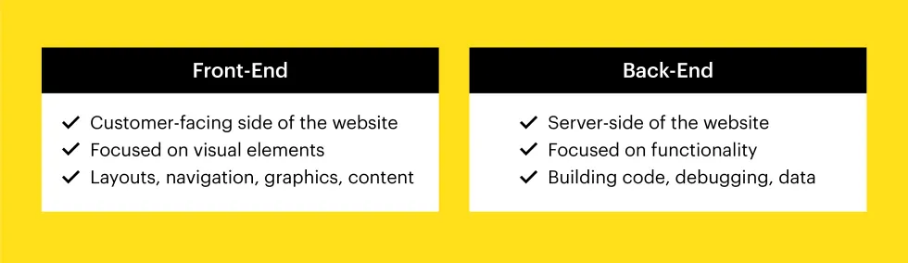 Front-End
Customer-facing side of the website
Focused on visual elements
Layouts, navigation, graphics, content
Back-End
Server-side of the website
Focused on functionality
Building code, debugging, data